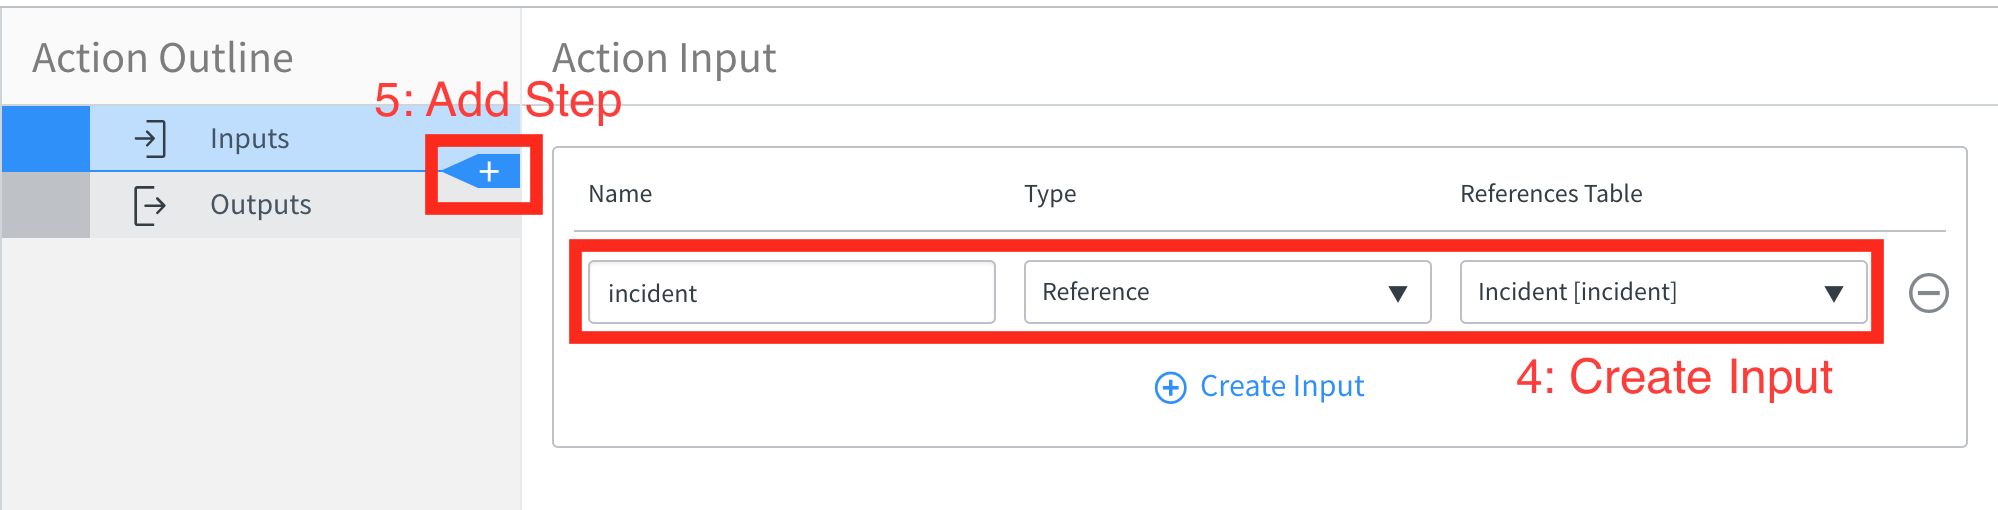 Action Outline
Action Input
5: Add Step
Inputs
+
Outputs
Name Type References Table
incident Reference Incident [incident]
Create Input
4: Create Input